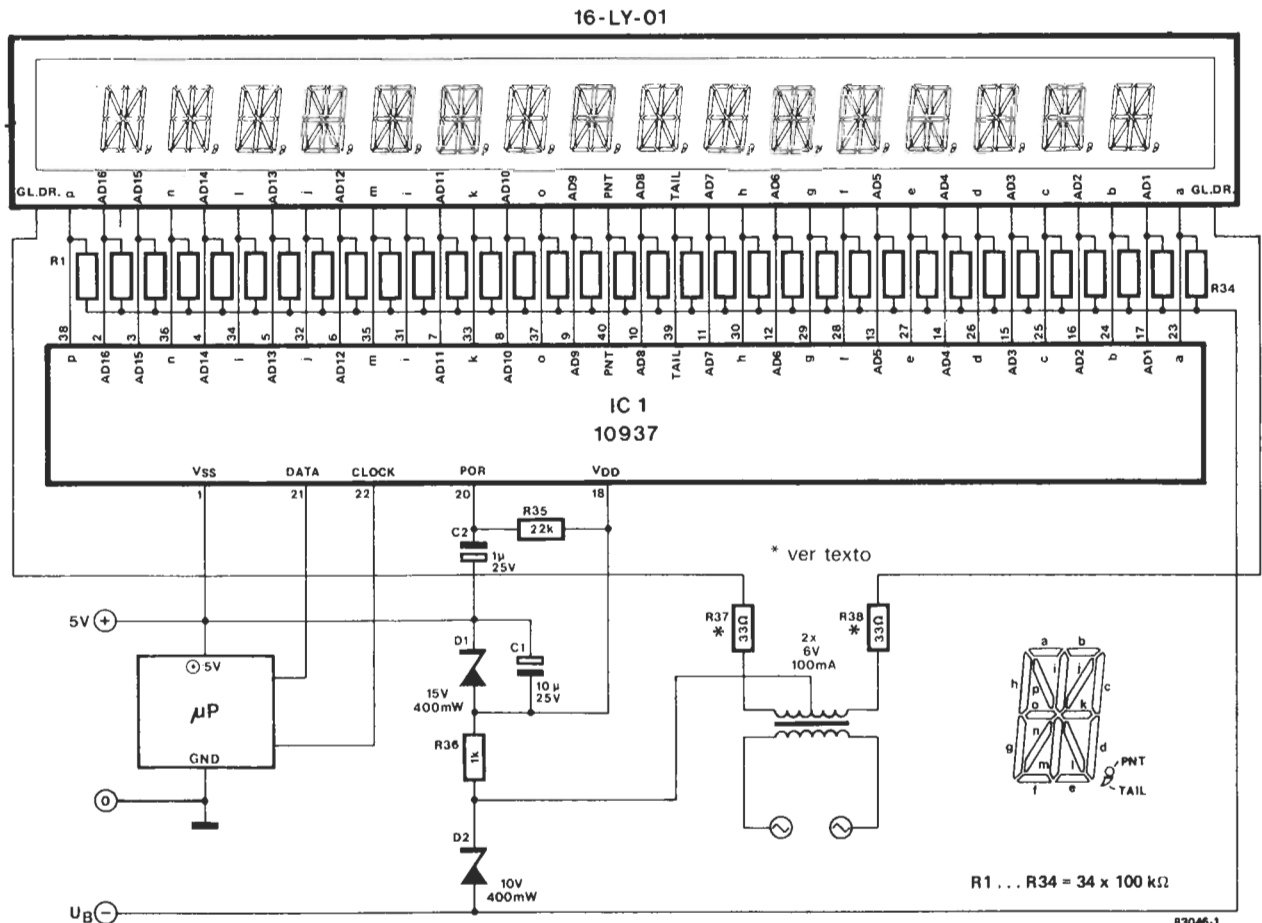 16-LY-01
GL.DR. p AD16 AD15 n AD14 l AD13 j AD12 m i AD11 k AD10 o AD9 PNT AD8 TAIL AD7 h AD6 g f AD5 e AD4 d AD3 c AD2 b AD1 a GL.DR.
R1
R34
38 2 3 36 4 34 5 32 6 35 31 7 33 8 37 9 40 10 39 11 30 12 29 28 13 27 14 26 15 25 16 24 17 23
p AD16 AD15 n AD14 l AD13 j AD12 m i AD11 k AD10 o AD9 PNT AD8 TAIL AD7 h AD6 g f AD5 e AD4 d AD3 c AD2 b AD1 a
IC 1
10937
VSS DATA CLOCK POR VDD
1 21 22 20 18
R35
22k
C2
1µ
25V
* ver texto
R37
*
33Ω
R38
*
33Ω
5V +
D1
C1
2x
6V
100mA
5V
15V
400mW
10 µ
25V
µP
R36
1k
GND
0
D2
10V
400mW
UB
a b
h i j c
p
o k
g n d
m l
f e
PNT
TAIL
R1 . . . R34 = 34 x 100 kΩ
83046-1